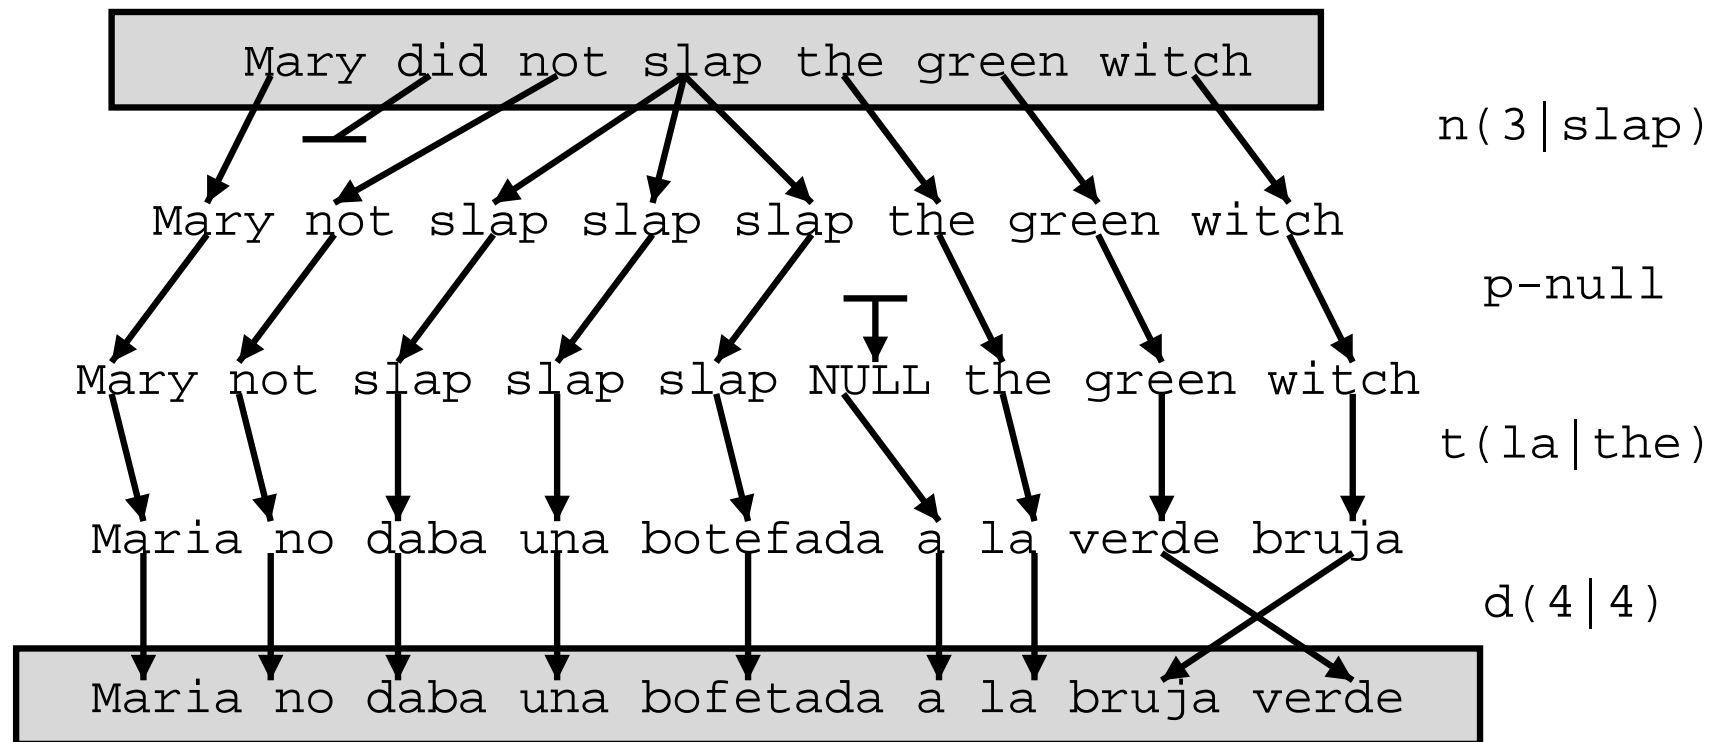 Mary did not slap the green witch
n(3|slap)
Mary not slap slap slap the green witch
p-null
Mary not slap slap slap NULL the green witch
t(la|the)
Maria no daba una botefada a la verde bruja
d(4|4)
Maria no daba una bofetada a la bruja verde